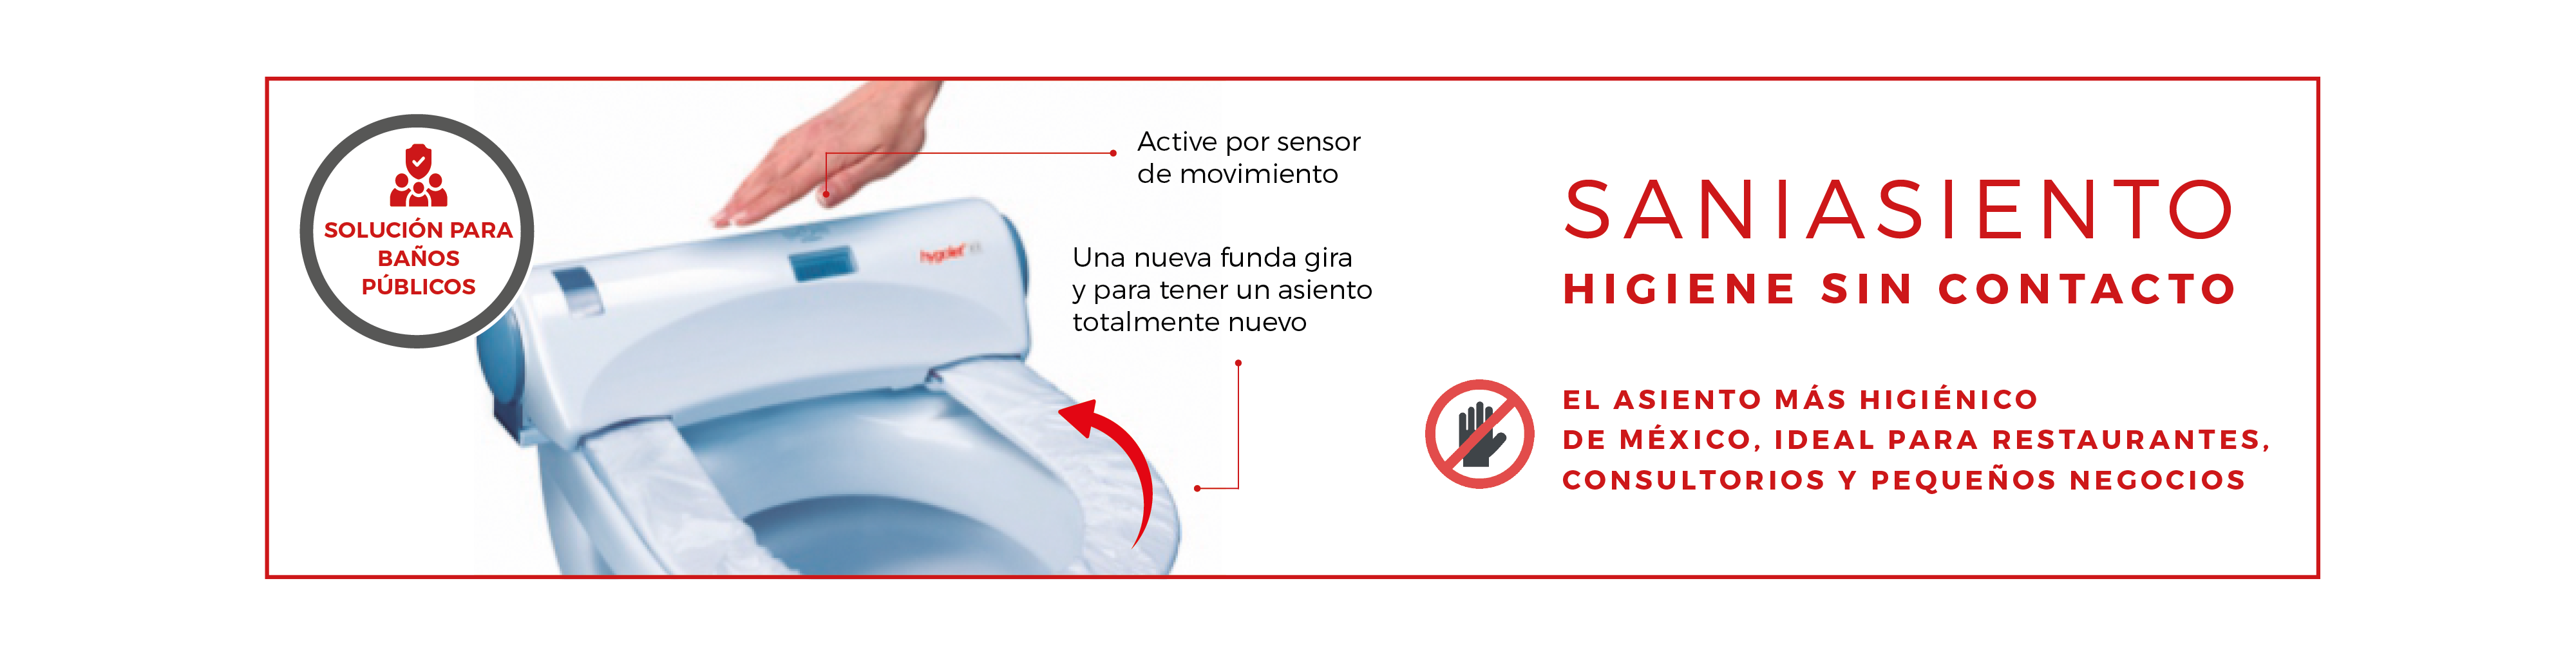 SOLUCIÓN PARA
BAÑOS
PÚBLICOS
Active por sensor
de movimiento
hygolet
Una nueva funda gira
y para tener un asiento
totalmente nuevo
SANIASIENTO
HIGIENE SIN CONTACTO
EL ASIENTO MÁS HIGIÉNICO
DE MÉXICO, IDEAL PARA RESTAURANTES,
CONSULTORIOS Y PEQUEÑOS NEGOCIOS